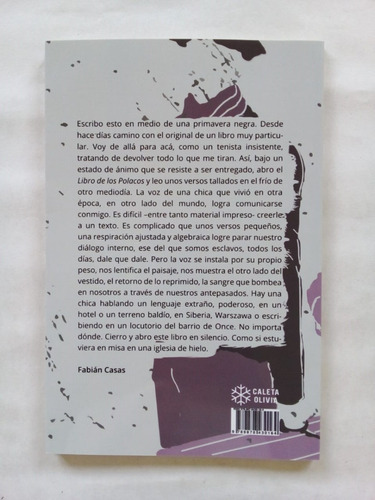 Escribo esto en medio de una primavera negra. Desde
hace días camino con el original de un libro muy particu-
lar. Voy de allá para acá, como un tenista insistente,
tratando de devolver todo lo que me tiran. Así, bajo un
estado de ánimo que se resiste a ser entregado, abro el
Libro de los Polacos y leo unos versos tallados en el frío de
otro mediodía. La voz de una chica que vivió en otra
época, en otro lado del mundo, logra comunicarse
conmigo. Es difícil –entre tanto material impreso– creerle
a un texto. Es complicado que unos versos pequeños,
una respiración ajustada y algebraica logre parar nuestro
diálogo interno, ese del que somos esclavos, todos los
días, dale que dale. Pero la voz se instala por su propio
peso, nos lentifica el paisaje, nos muestra el otro lado del
vestido, el retorno de lo reprimido, la sangre que bombea
en nosotros a través de nuestros antepasados. Hay una
chica hablando un lenguaje extraño, poderoso, en un
hotel o un terreno baldío, en Siberia, Warszawa o escri-
biendo en un locutorio del barrio de Once. No importa
dónde. Cierro y abro este libro en silencio. Como si estu-
viera en misa en una iglesia de hielo.
Fabián Casas
CALETA
OLIVIA